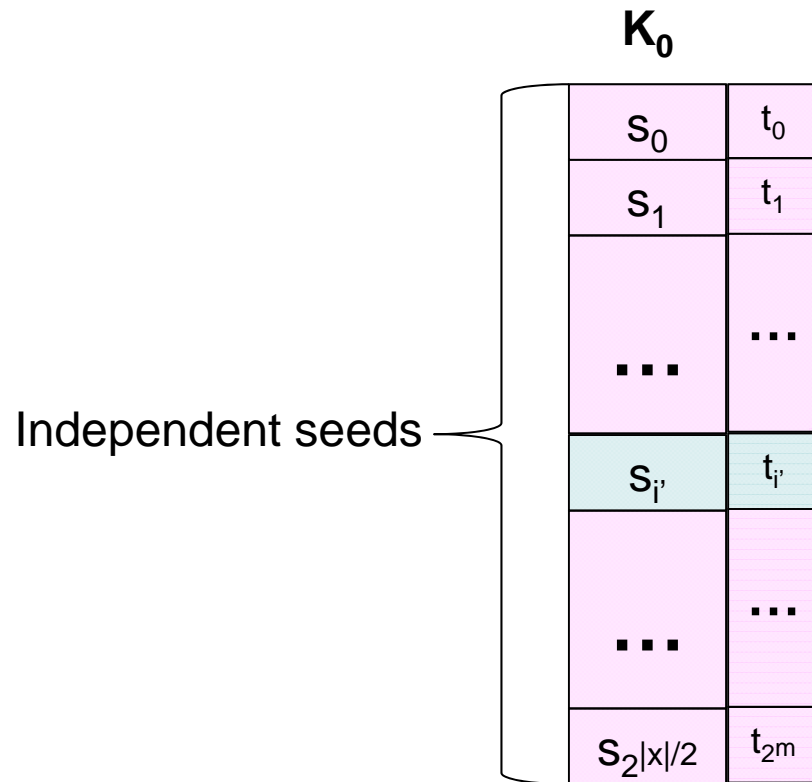 K₀
s₀ t₀
s₁ t₁
... ...
Independent seeds
sᵢ' tᵢ'
... ...
s₂|x|/2 t₂m